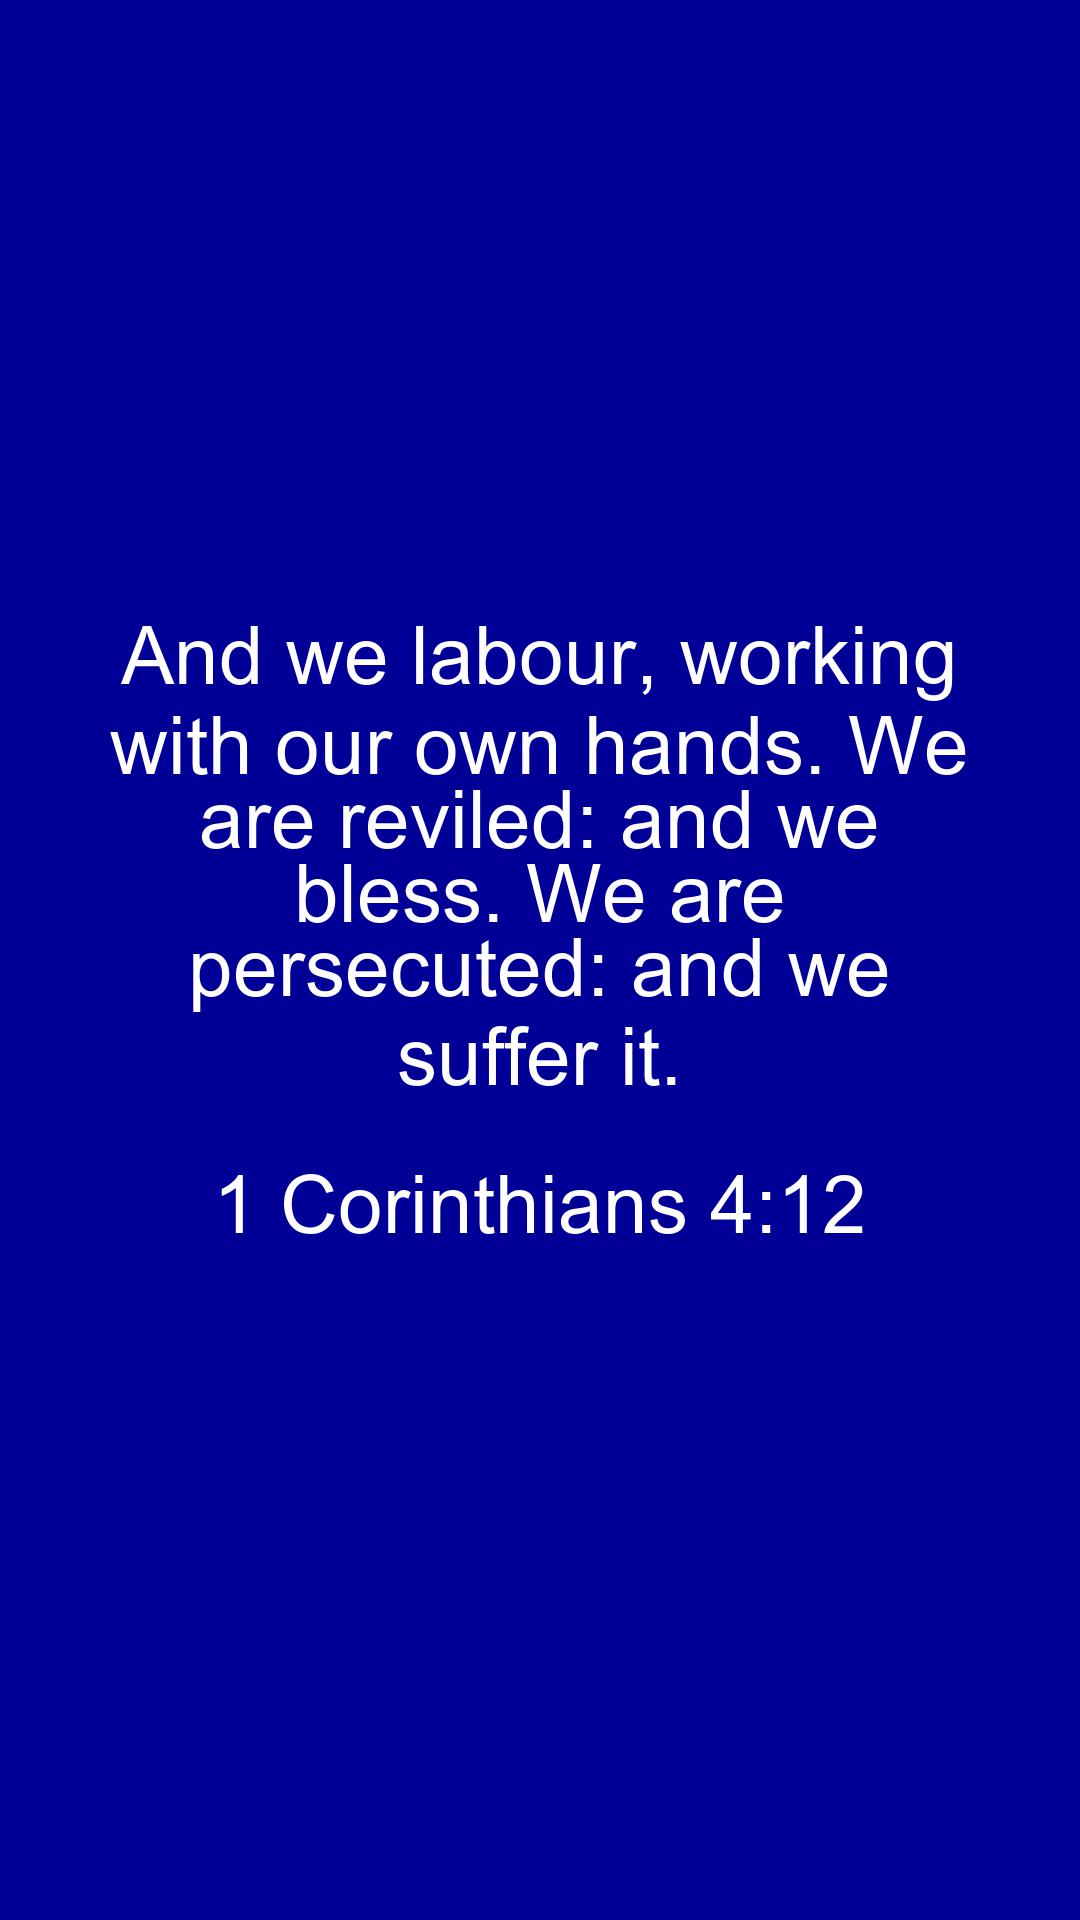 And we labour, working
with our own hands. We
are reviled: and we
bless. We are
persecuted: and we
suffer it.
1 Corinthians 4:12